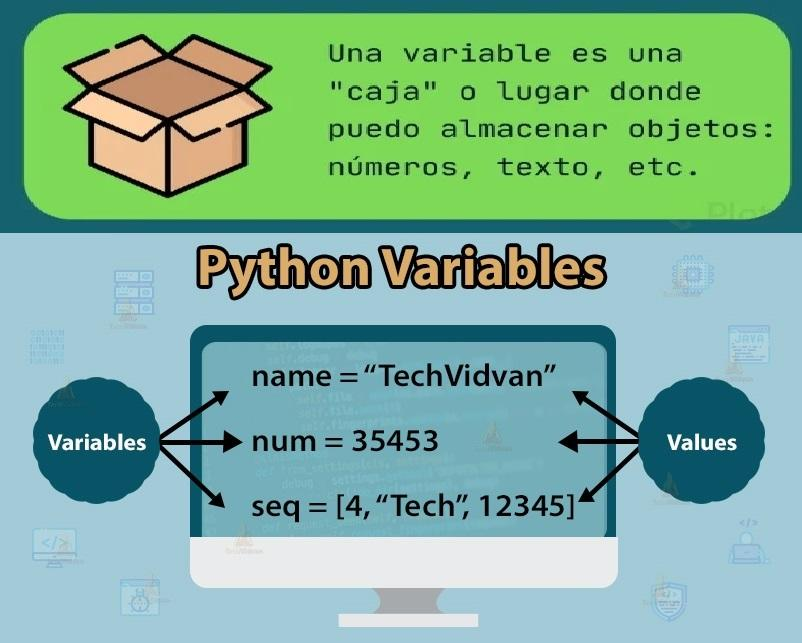 Una variable es una
"caja" o lugar donde
puedo almacenar objetos:
números, texto, etc.
Python Variables
name = “TechVidvan”
Variables
num = 35453
Values
seq = [4, “Tech”, 12345]
JAVA